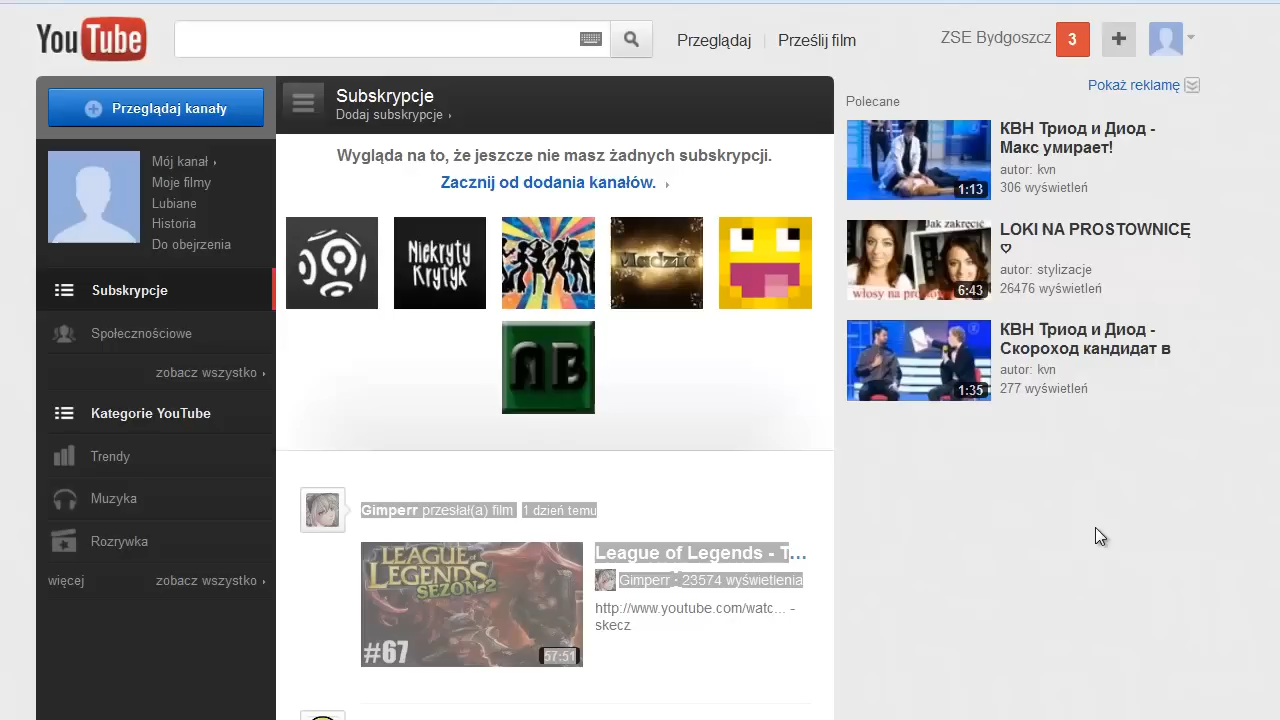 YouTube
Przeglądaj
Prześlij film
ZSE Bydgoszcz
3
Przeglądaj kanały
Mój kanał
Moje filmy
Lubiane
Historia
Do obejrzenia
Subskrypcje
Społecznościowe
zobacz wszystko
Kategorie YouTube
Trendy
Muzyka
Rozrywka
więcej
zobacz wszystko
Subskrypcje
Dodaj subskrypcje
Wygląda na to, że jeszcze nie masz żadnych subskrypcji.
Zacznij od dodania kanałów.
Niekryty
Krytyk
Madzia
AB
Gimperr przesłał(a) film 1 dzień temu
LEAGUE OF
LEGENDS
SEZON-2
#67
57:51
League of Legends - T...
Gimperr · 23574 wyświetlenia
http://www.youtube.com/watc... -
skecz
Pokaż reklamę
Polecane
1:13
КВН Триод и Диод -
Макс умирает!
autor: kvn
306 wyświetleń
Jak zakręcić
włosy na
6:43
LOKI NA PROSTOWNICĘ
♡
autor: stylizacje
26476 wyświetleń
1:35
КВН Триод и Диод -
Скороход кандидат в
autor: kvn
277 wyświetleń